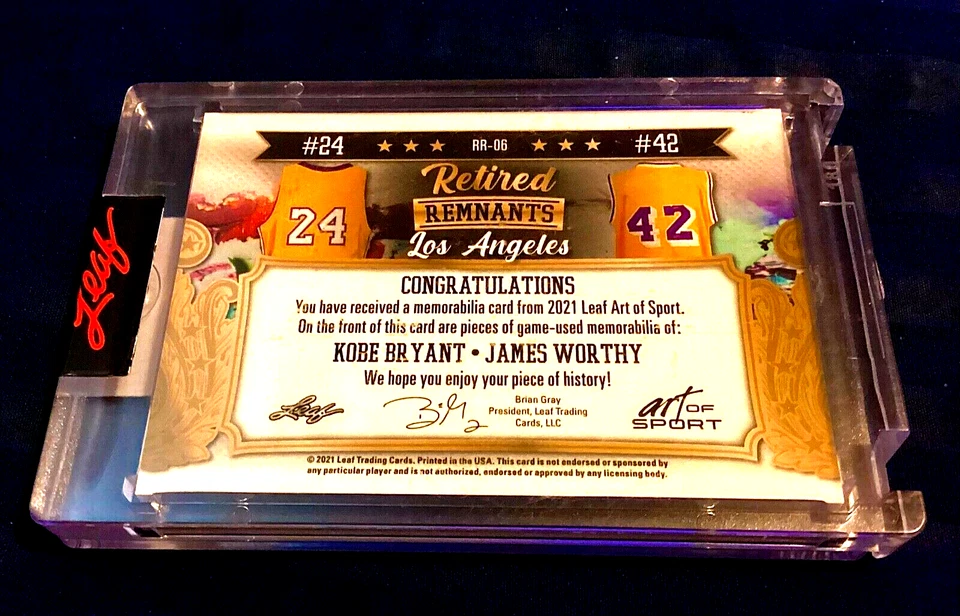 #24 ★ ★ ★ RR-06 ★ ★ ★ #42
Retired
24 REMNANTS 42
Los Angeles
Leaf
CONGRATULATIONS
You have received a memorabilia card from 2021 Leaf Art of Sport.
On the front of this card are pieces of game-used memorabilia of:
KOBE BRYANT • JAMES WORTHY
We hope you enjoy your piece of history!
Leaf
Brian Gray
President, Leaf Trading
Cards, LLC
art OF
SPORT
© 2021 Leaf Trading Cards. Printed in the USA. This card is not endorsed or sponsored by
any particular player and is not authorized, endorsed or approved by any licensing body.